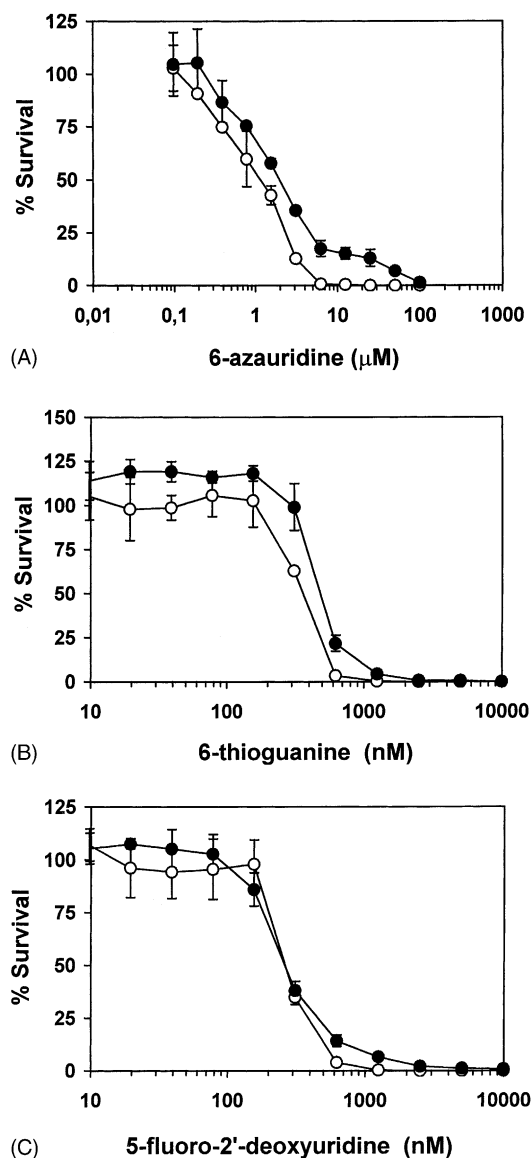 125
100
75
50
25
0
% Survival
0,01 0,1 1 10 100 1000
6-azauridine (μM)
(A)
150
125
100
75
50
25
0
% Survival
10 100 1000 10000
6-thioguanine (nM)
(B)
125
100
75
50
25
0
% Survival
10 100 1000 10000
5-fluoro-2'-deoxyuridine (nM)
(C)